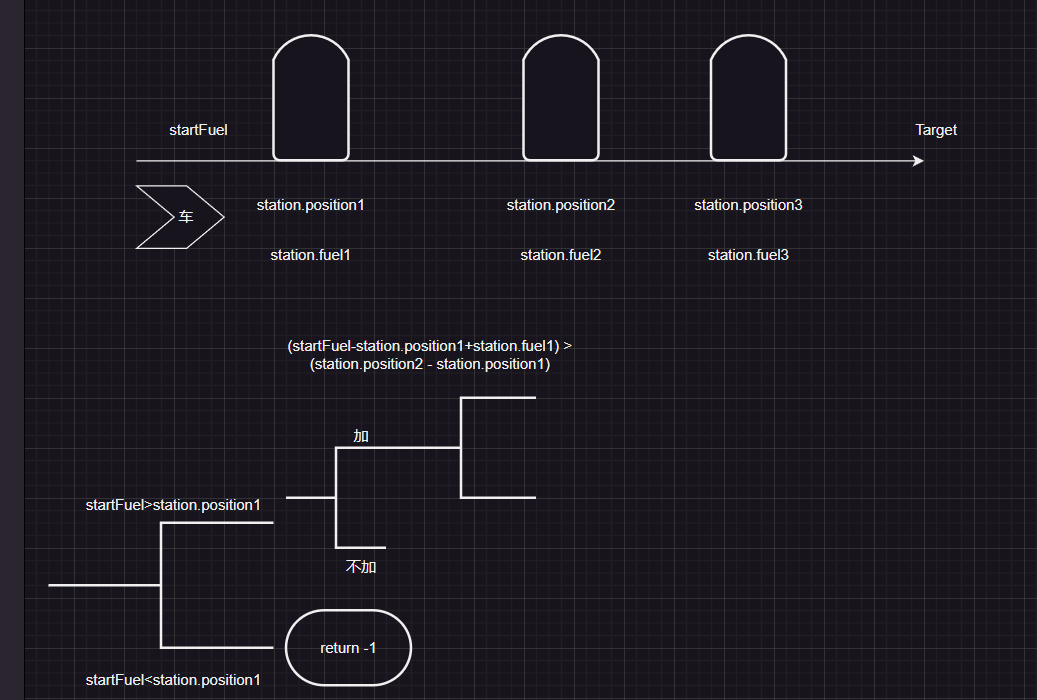 startFuel
Target
车
station.position1
station.position2
station.position3
station.fuel1
station.fuel2
station.fuel3
(startFuel-station.position1+station.fuel1) >
(station.position2 - station.position1)
加
startFuel>station.position1
不加
return -1
startFuel<station.position1